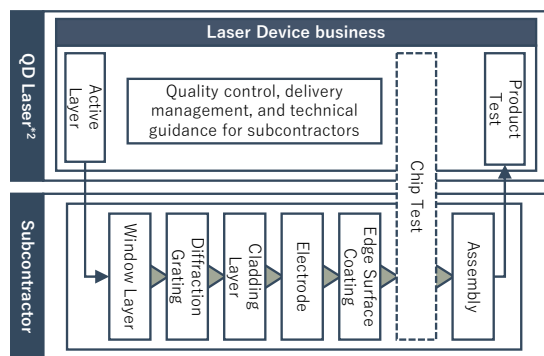 Laser Device business
QD Laser*2
Active
Layer
Quality control, delivery
management, and technical
guidance for subcontractors
Chip Test
Product
Test
Subcontractor
Window Layer
Diffraction
Grating
Cladding
Layer
Electrode
Edge Surface
Coating
Assembly